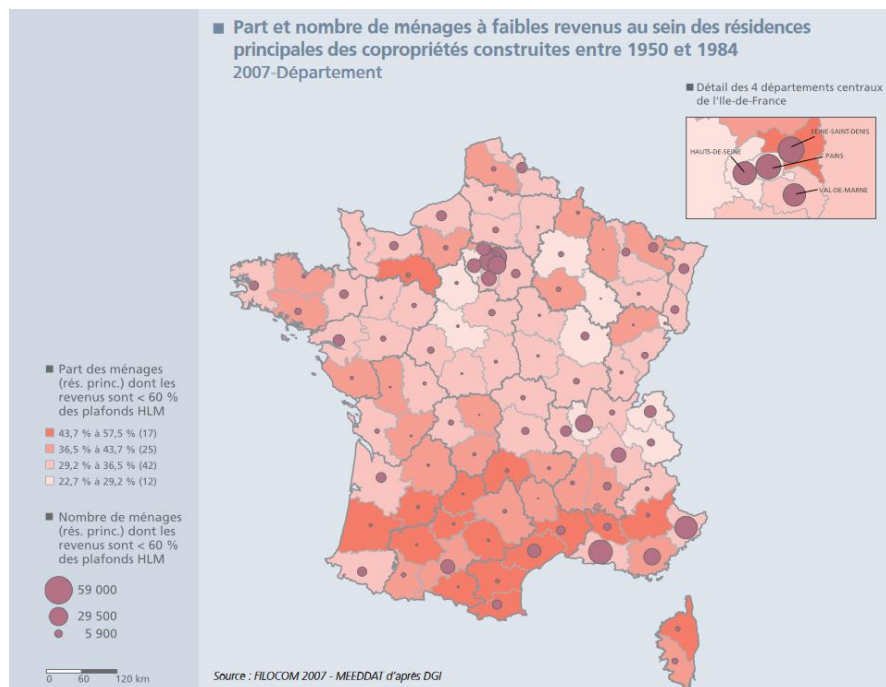 Part et nombre de ménages à faibles revenus au sein des résidences
principales des copropriétés construites entre 1950 et 1984
2007-Département
Détail des 4 départements centraux
de l'Ile-de-France
SEINE-SAINT-DENIS
HAUTS-DE-SEINE
PARIS
VAL-DE-MARNE
Part des ménages
(rés. princ.) dont les
revenus sont < 60 %
des plafonds HLM
43,7 % à 57,5 % (17)
36,5 % à 43,7 % (25)
29,2 % à 36,5 % (42)
22,7 % à 29,2 % (12)
Nombre de ménages
(rés. princ.) dont les
revenus sont < 60 %
des plafonds HLM
59 000
29 500
5 900
0 60 120 km
Source : FILOCOM 2007 - MEEDDAT d'après DGI